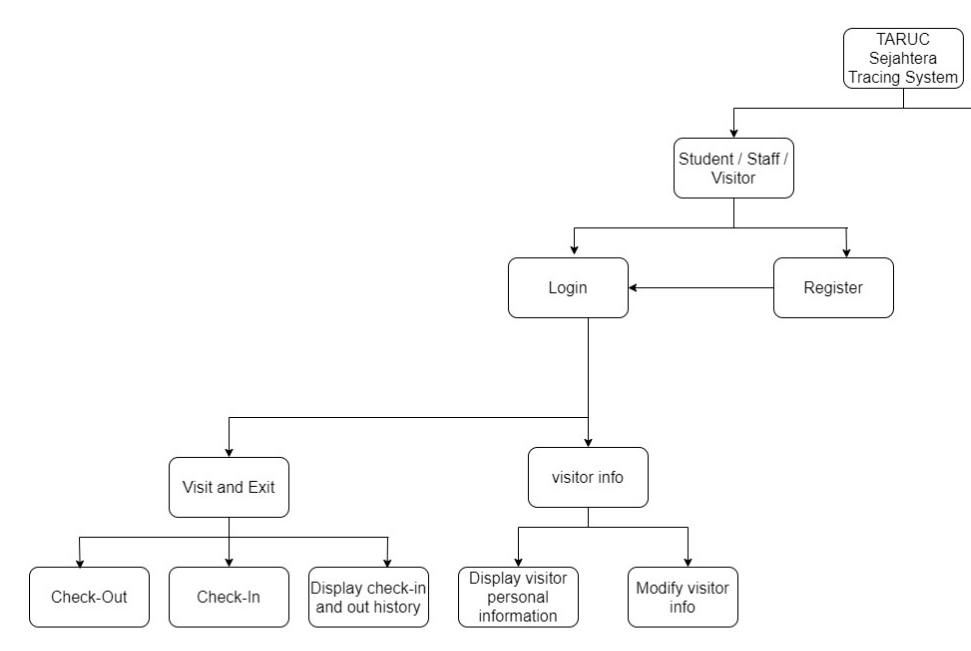 TARUC
Sejahtera
Tracing System
Student / Staff /
Visitor
Login
Register
Visit and Exit
visitor info
Check-Out
Check-In
Display check-in
and out history
Display visitor
personal
information
Modify visitor
info